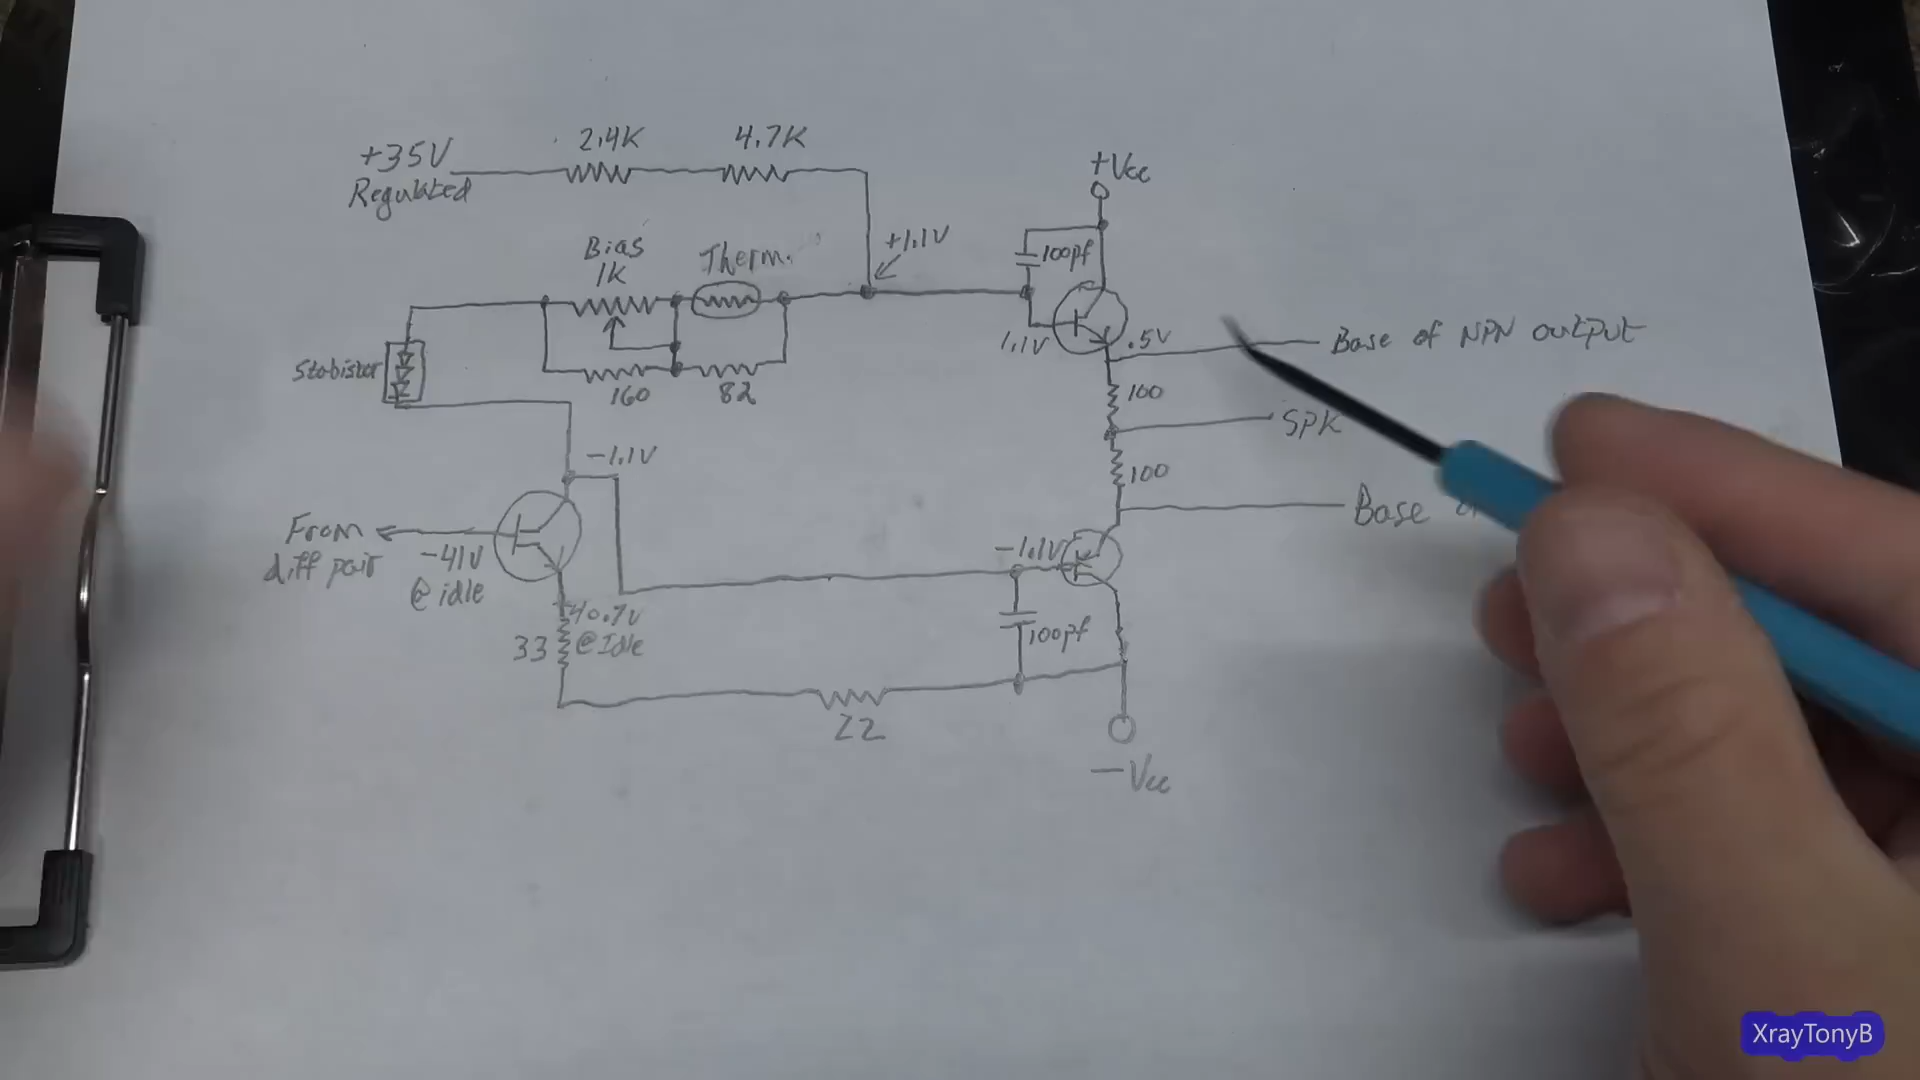 +35V
Regulated
2.4K
4.7K
+Vcc
Bias
1K
Therm.
+1.1V
100pf
1.1V
.5V
Base of NPN output
Stabistor
160
82
100
SPK
-1.1V
100
Base
From
diff pair
-41V
@ idle
-1.1V
-40.7V
@ Idle
33
100pf
22
-Vcc
XrayTonyB